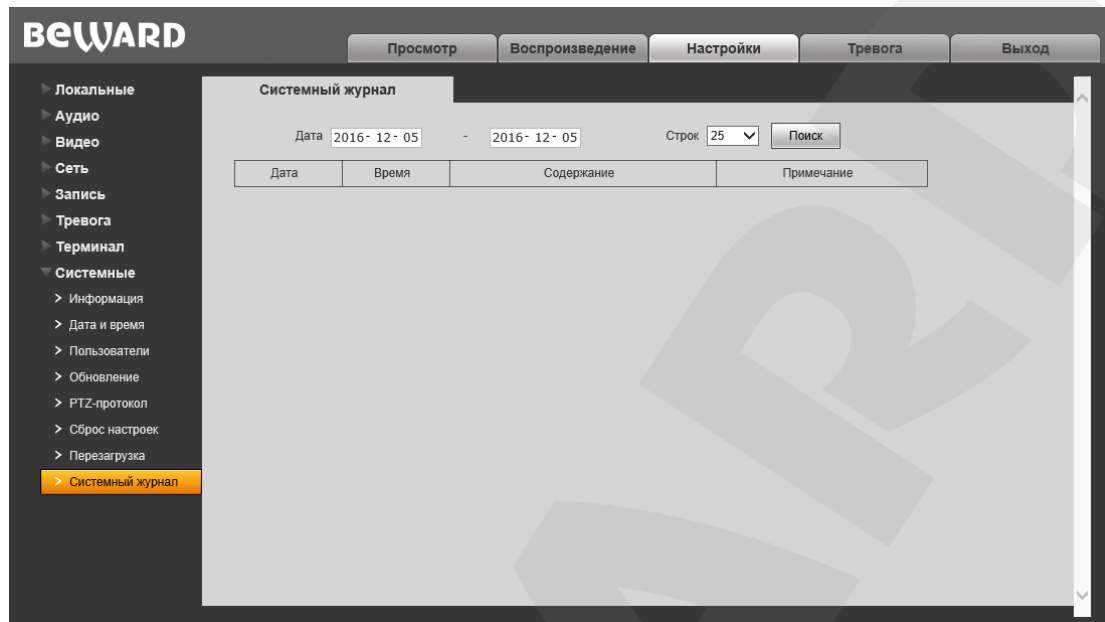 BEWARD
Просмотр Воспроизведение Настройки Тревога Выход
Локальные
Аудио
Видео
Сеть
Запись
Тревога
Терминал
Системные
Информация
Дата и время
Пользователи
Обновление
PTZ-протокол
Сброс настроек
Перезагрузка
Системный журнал
Системный журнал
Дата 2016- 12- 05 - 2016- 12- 05 Строк 25 Поиск
Дата Время Содержание Примечание